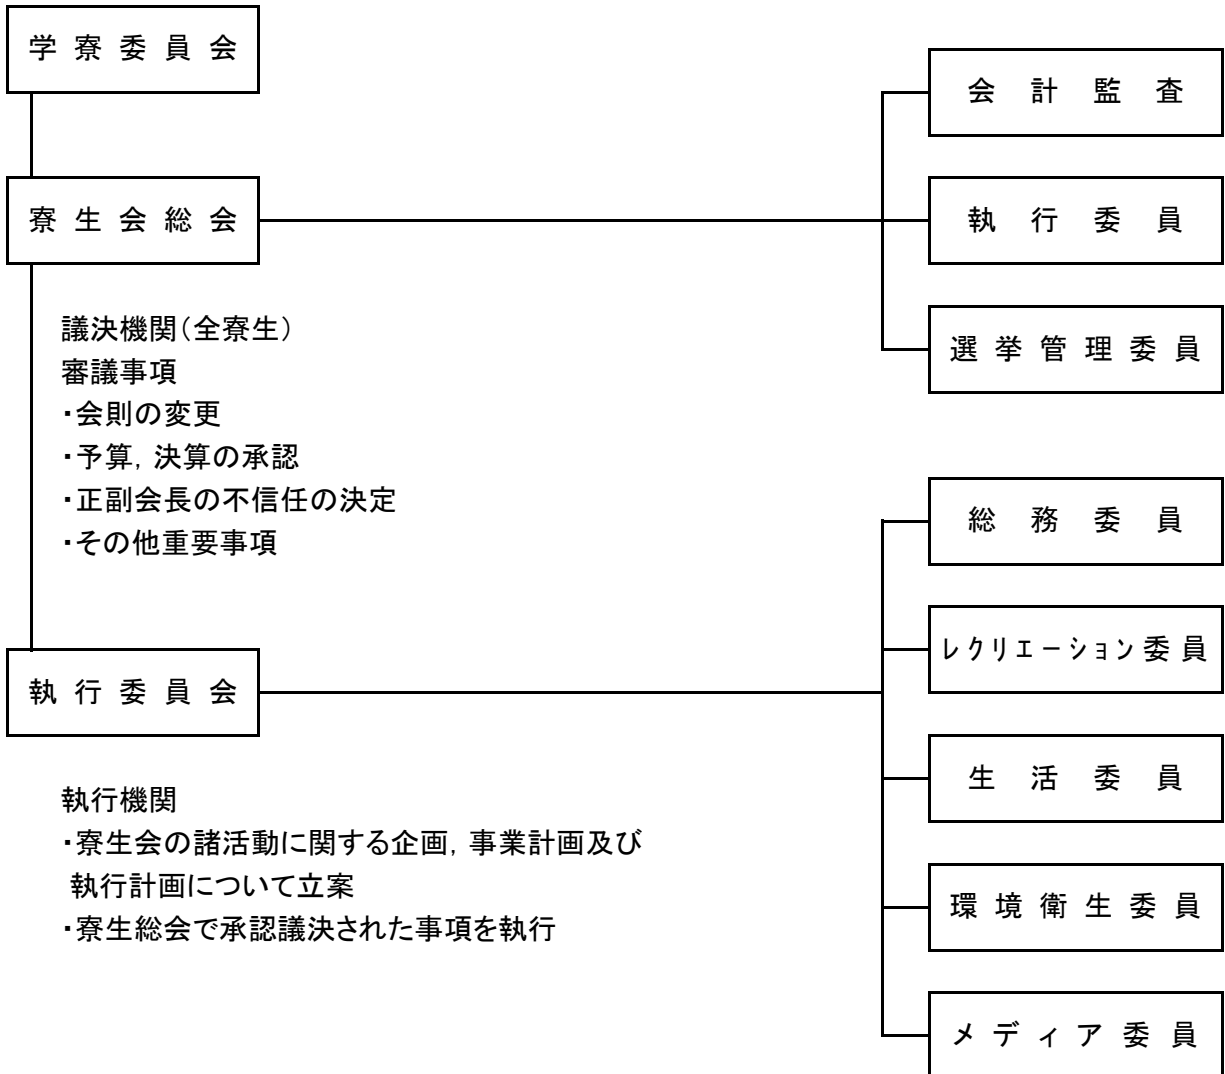 学寮委員会
会計監査
寮生会総会
執行委員
選挙管理委員
議決機関（全寮生）
審議事項
・会則の変更
・予算，決算の承認
・正副会長の不信任の決定
・その他重要事項
総務委員
レクリエーション委員
執行委員会
生活委員
執行機関
・寮生会の諸活動に関する企画，事業計画及び
執行計画について立案
・寮生総会で承認議決された事項を執行
環境衛生委員
メディア委員